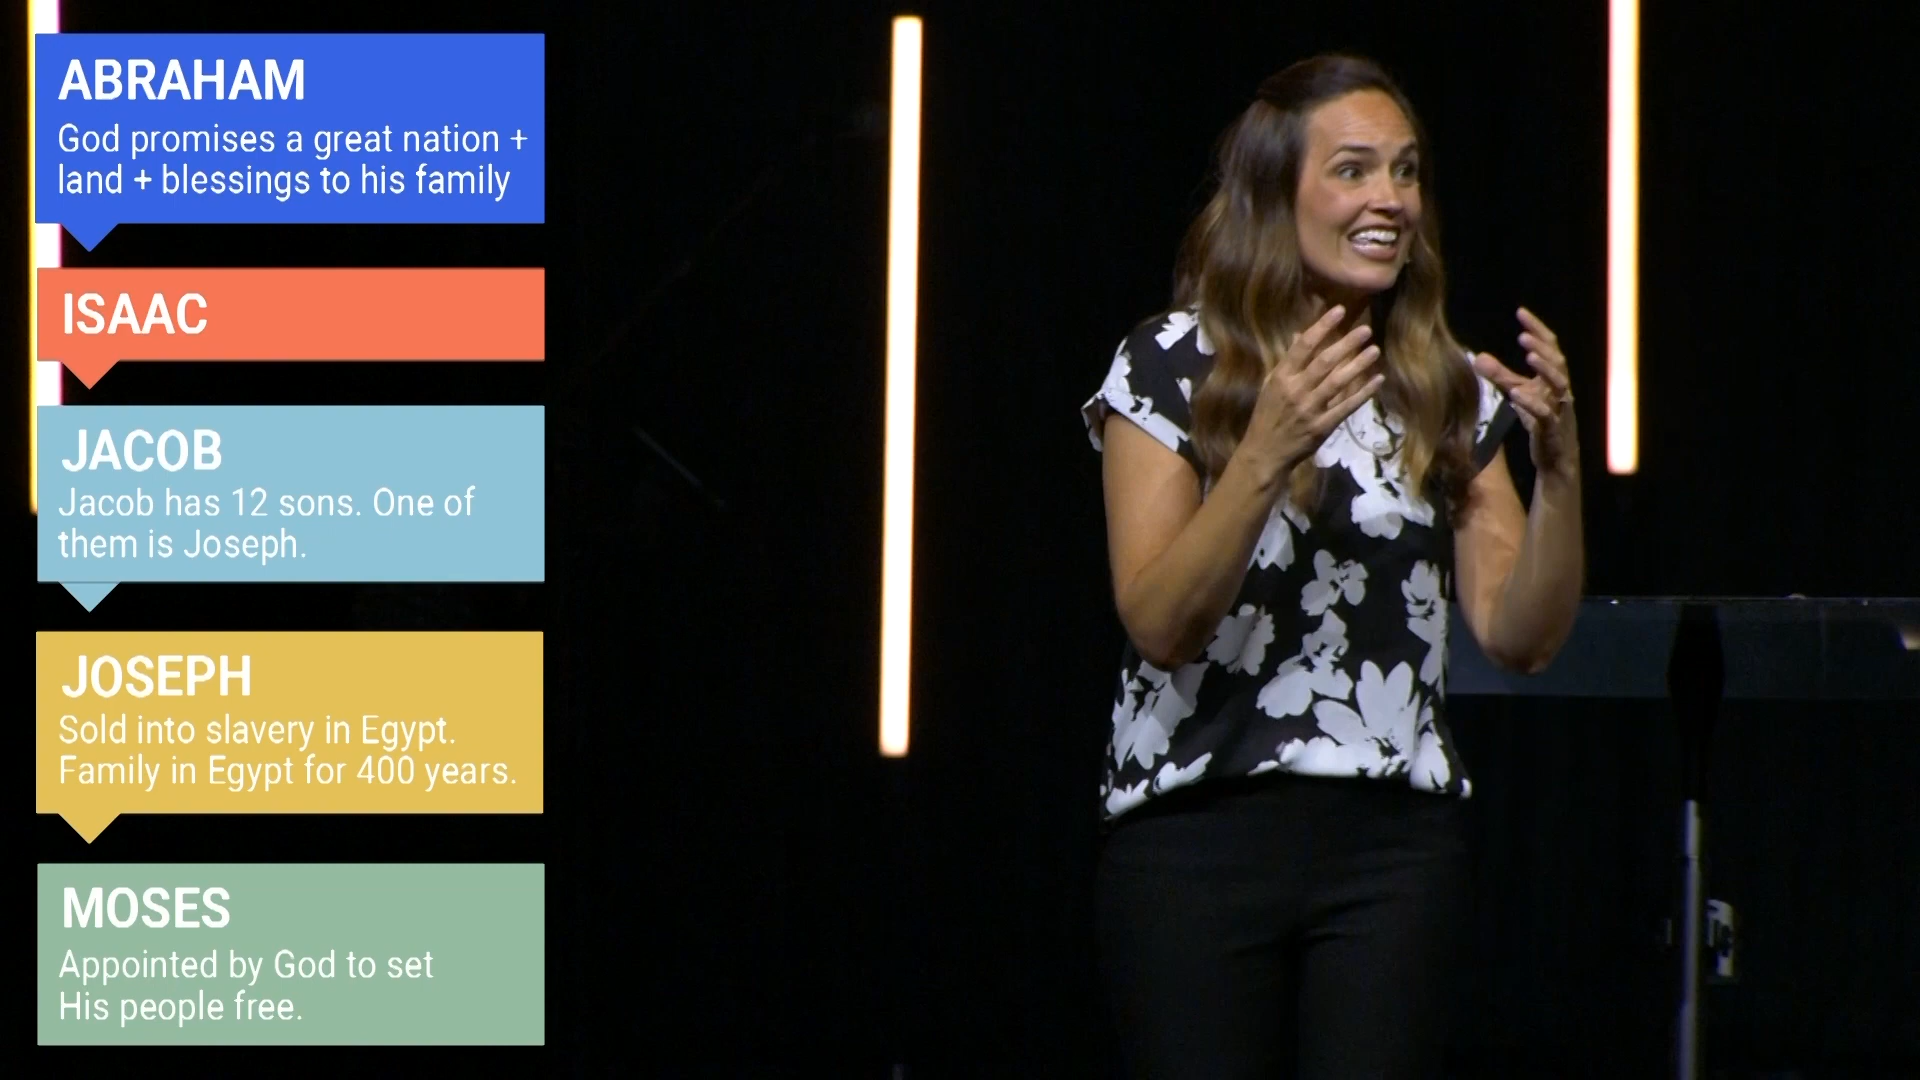 ABRAHAM
God promises a great nation +
land + blessings to his family
ISAAC
JACOB
Jacob has 12 sons. One of
them is Joseph.
JOSEPH
Sold into slavery in Egypt.
Family in Egypt for 400 years.
MOSES
Appointed by God to set
His people free.